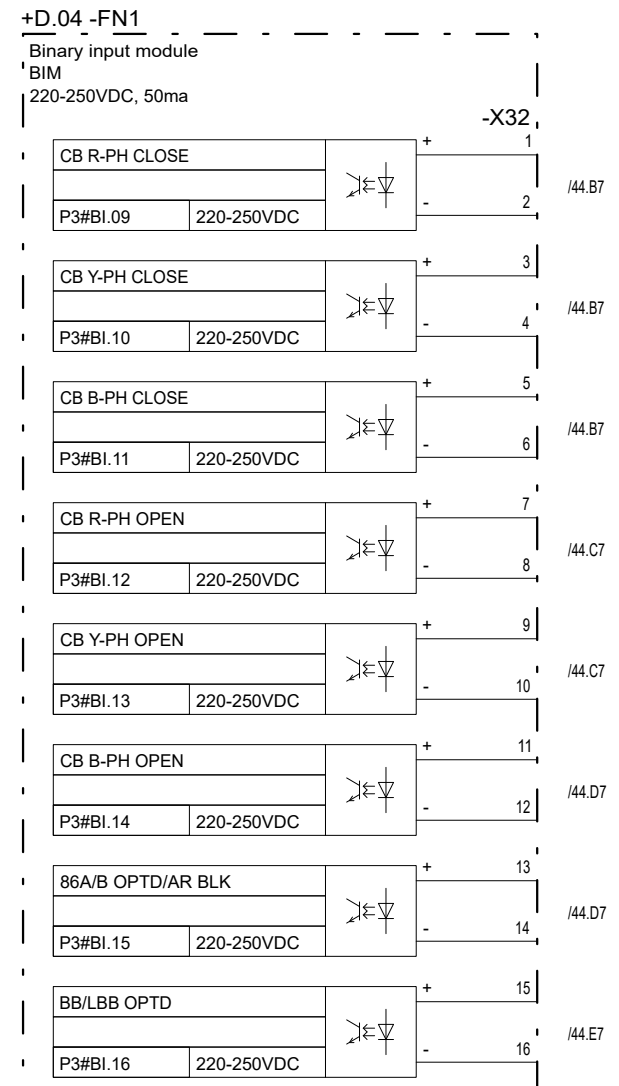 +D.04 -FN1
Binary input module
BIM
220-250VDC, 50ma
-X32
CB R-PH CLOSE + 1
/44.B7
P3#BI.09 220-250VDC - 2
CB Y-PH CLOSE + 3
/44.B7
P3#BI.10 220-250VDC - 4
CB B-PH CLOSE + 5
/44.B7
P3#BI.11 220-250VDC - 6
CB R-PH OPEN + 7
/44.C7
P3#BI.12 220-250VDC - 8
CB Y-PH OPEN + 9
/44.C7
P3#BI.13 220-250VDC - 10
CB B-PH OPEN + 11
/44.D7
P3#BI.14 220-250VDC - 12
86A/B OPTD/AR BLK + 13
/44.D7
P3#BI.15 220-250VDC - 14
BB/LBB OPTD + 15
/44.E7
P3#BI.16 220-250VDC - 16